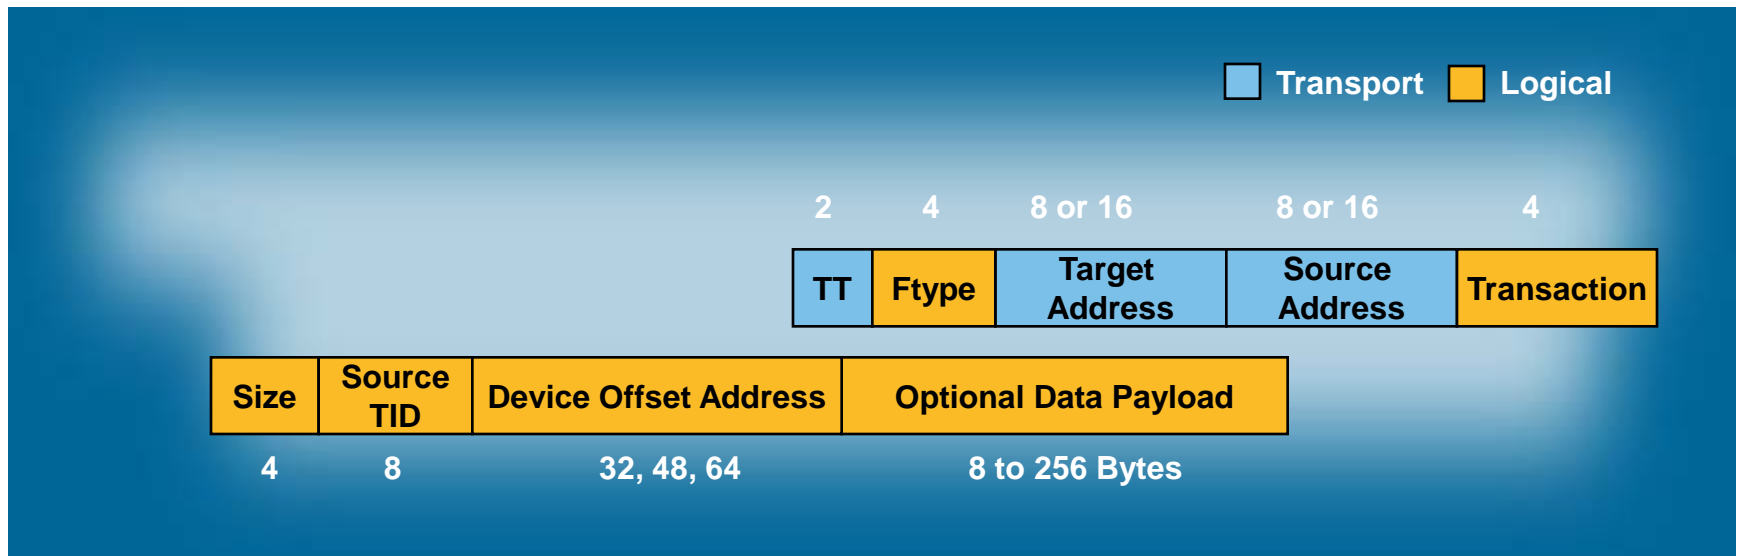 Transport Logical
2 4 8 or 16 8 or 16 4
TT Ftype Target Address Source Address Transaction
Size Source TID Device Offset Address Optional Data Payload
4 8 32, 48, 64 8 to 256 Bytes